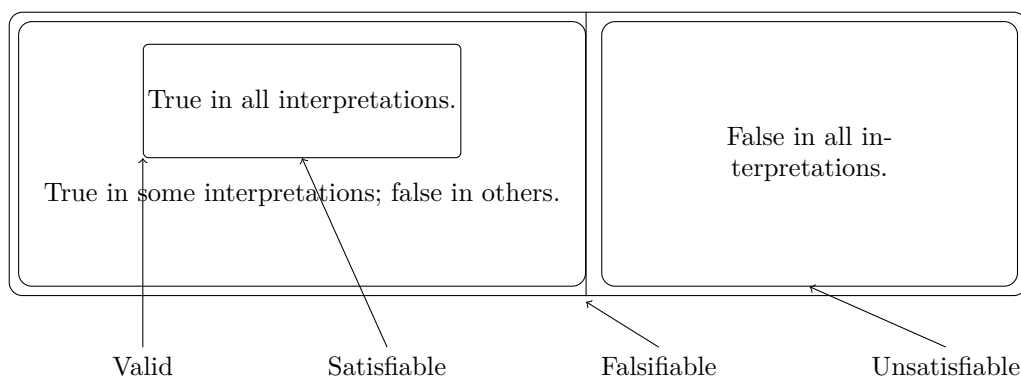 True in all interpretations.
False in all in-
terpretations.
True in some interpretations; false in others.
Valid
Satisfiable
Falsifiable
Unsatisfiable